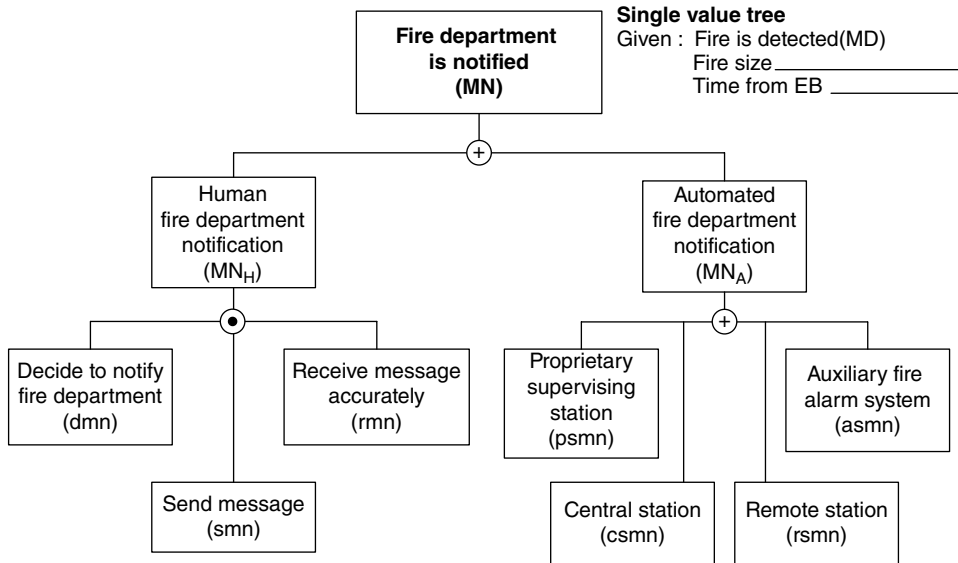 Fire department
is notified
(MN)
Single value tree
Given : Fire is detected(MD)
Fire size
Time from EB
Human
fire department
notification
(MN_H)
Automated
fire department
notification
(MN_A)
Decide to notify
fire department
(dmn)
Send message
(smn)
Receive message
accurately
(rmn)
Proprietary
supervising
station
(psmn)
Central station
(csmn)
Remote station
(rsmn)
Auxiliary fire
alarm system
(asmn)